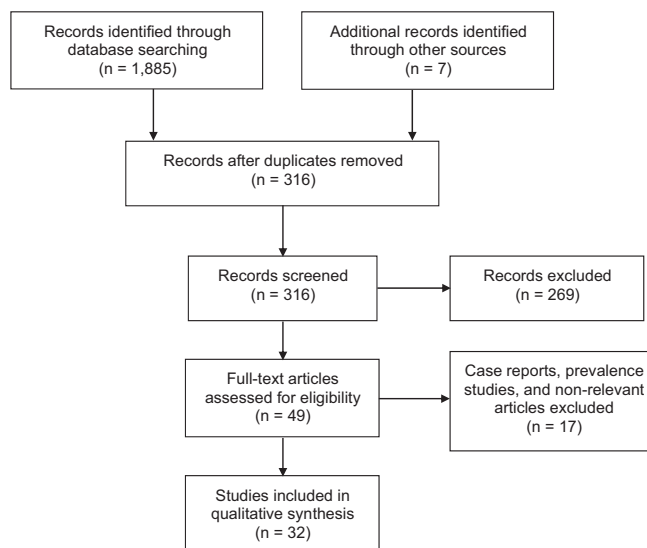 Records identified through
database searching
(n = 1,885)
Additional records identified
through other sources
(n = 7)
Records after duplicates removed
(n = 316)
Records screened
(n = 316)
Records excluded
(n = 269)
Full-text articles
assessed for eligibility
(n = 49)
Case reports, prevalence
studies, and non-relevant
articles excluded
(n = 17)
Studies included in
qualitative synthesis
(n = 32)